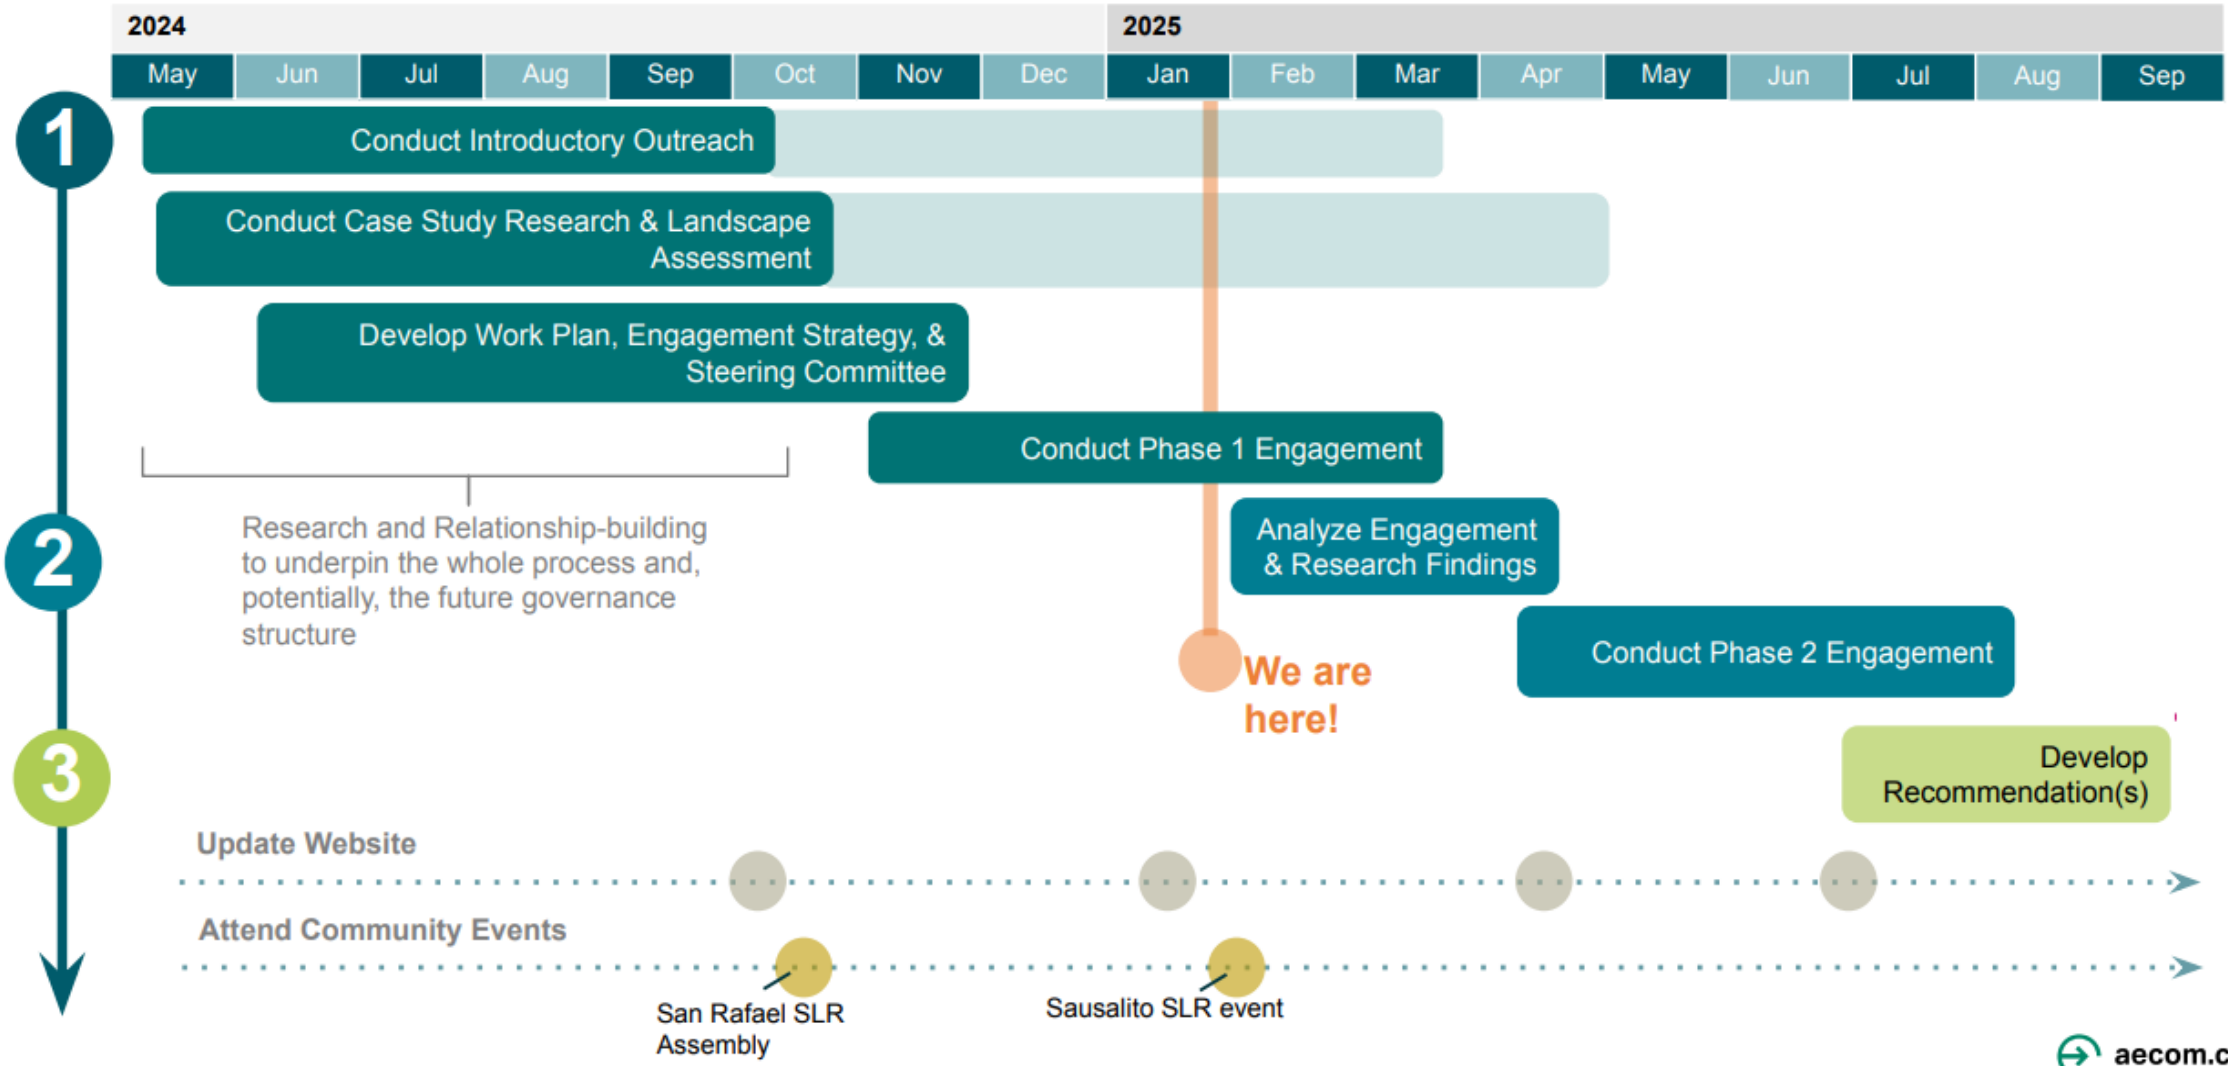 2024
2025
May
Jun
Jul
Aug
Sep
Oct
Nov
Dec
Jan
Feb
Mar
Apr
May
Jun
Jul
Aug
Sep
1
Conduct Introductory Outreach
Conduct Case Study Research & Landscape
Assessment
Develop Work Plan, Engagement Strategy, &
Steering Committee
Conduct Phase 1 Engagement
Research and Relationship-building
to underpin the whole process and,
potentially, the future governance
structure
2
Analyze Engagement
& Research Findings
Conduct Phase 2 Engagement
We are
here!
3
Develop
Recommendation(s)
Update Website
Attend Community Events
San Rafael SLR
Assembly
Sausalito SLR event
aecom.c